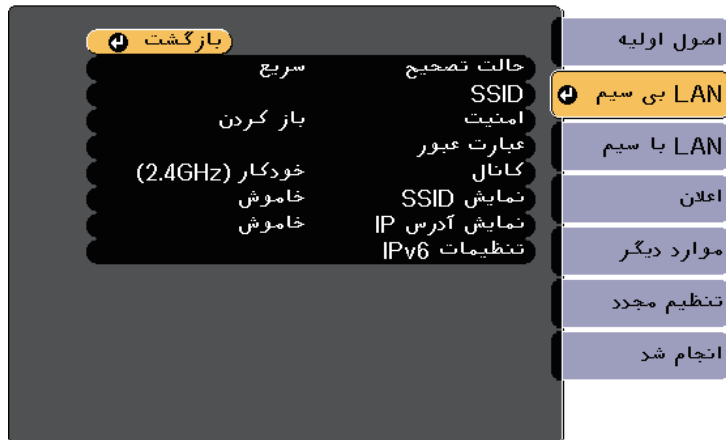 اصول اولیه
LAN بی سیم
LAN با سیم
اعلان
موارد دیگر
تنظیم مجدد
انجام شد
بازگشت
حالت تصحیح سریع
SSID
امنیت باز کردن
عبارت عبور
کانال خودکار (2.4GHz)
نمایش SSID خاموش
نمایش آدرس IP خاموش
تنظیمات IPv6